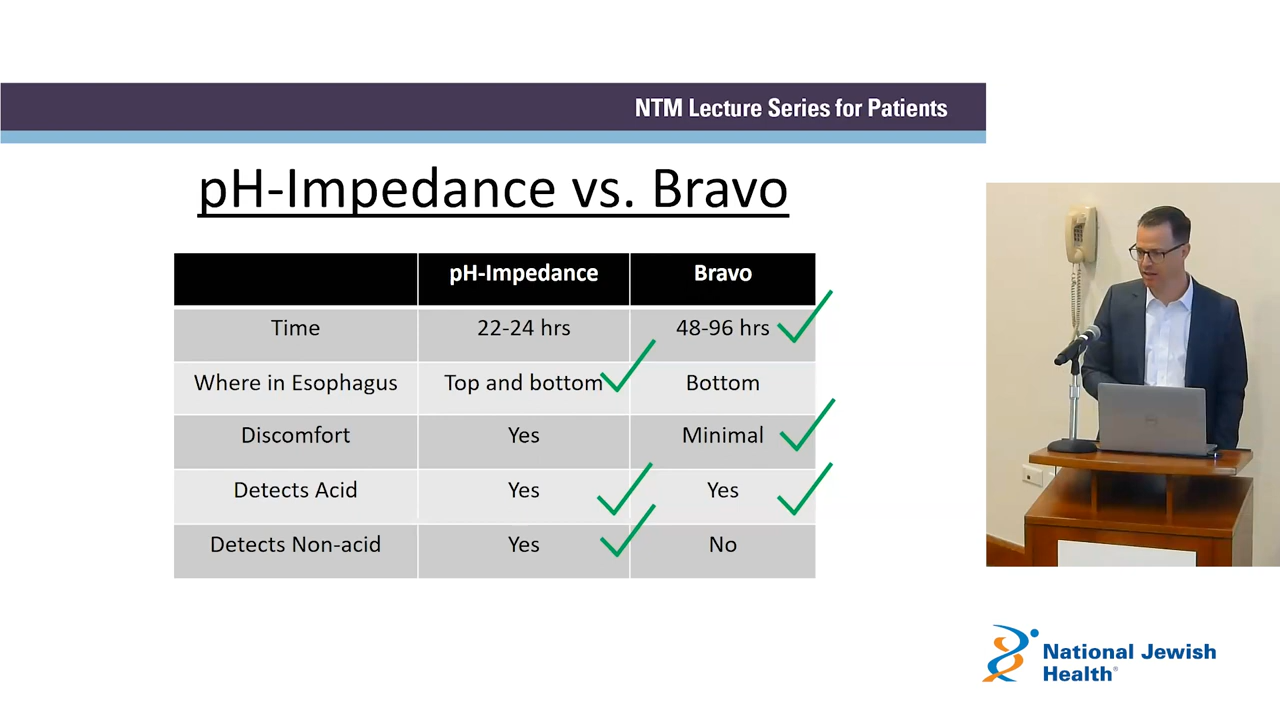 NTM Lecture Series for Patients
pH-Impedance vs. Bravo
pH-Impedance Bravo
Time 22-24 hrs 48-96 hrs
Where in Esophagus Top and bottom Bottom
Discomfort Yes Minimal
Detects Acid Yes Yes
Detects Non-acid Yes No
National Jewish
Health®